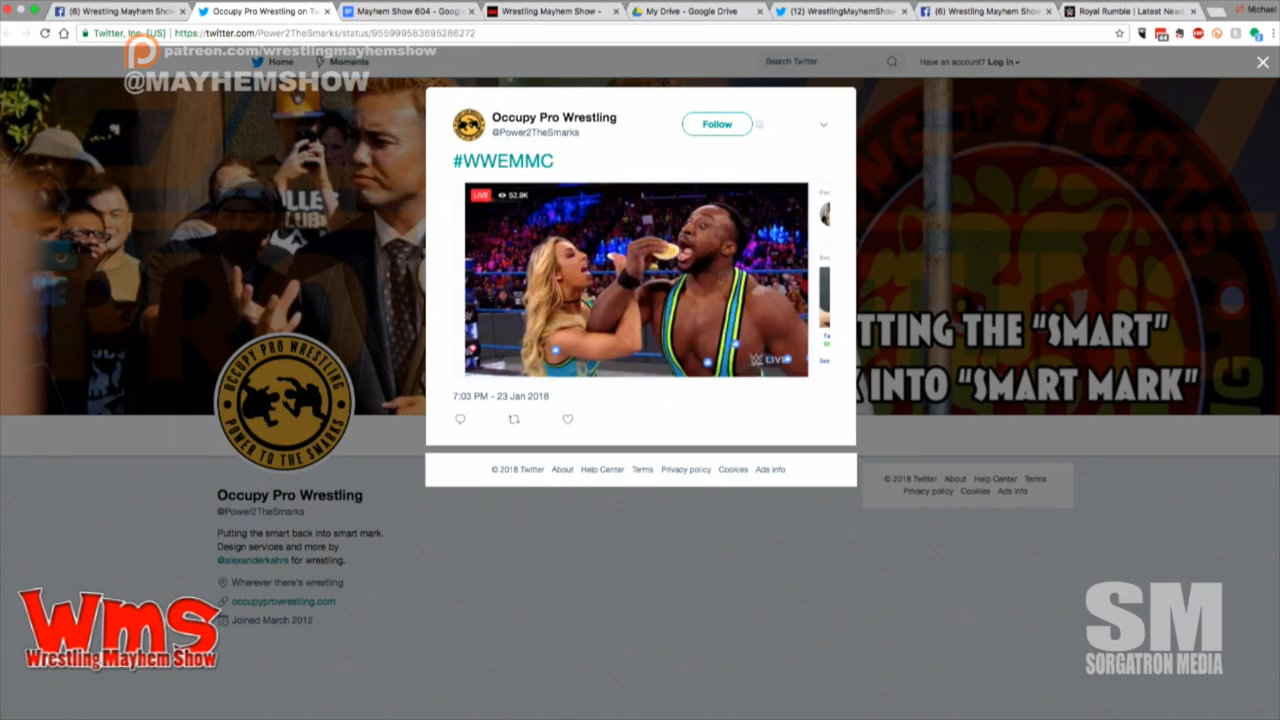 (6) Wrestling Mayhem Show
Occupy Pro Wrestling on Tw
Mayhem Show 604 - Google
Wrestling Mayhem Show -
My Drive - Google Drive
(12) WrestlingMayhemShow
(6) Wrestling Mayhem Show
Royal Rumble | Latest News,
Michael
Twitter, Inc. [US] | https://twitter.com/Power2TheSmarks/status/955999583695286272
patreon.com/wrestlingmayhemshow
@MAYHEMSHOW
Home
Moments
Search Twitter
Have an account? Log in
Occupy Pro Wrestling
@Power2TheSmarks
Follow
#WWEMMC
LIVE
52.9K
LIVE
See
7:03 PM - 23 Jan 2018
© 2018 Twitter About Help Center Terms Privacy policy Cookies Ads info
TTING THE "SMART"
INTO "SMART MARK"
© 2018 Twitter About Help Center Terms
Privacy policy Cookies Ads info
OCCUPY PRO WRESTLING
POWER TO THE SMARKS
Occupy Pro Wrestling
@Power2TheSmarks
Putting the smart back into smart mark.
Design services and more by
@alexanderkahrs for wrestling.
Wherever there's wrestling
occupyprowrestling.com
Joined March 2012
WmS
Wrestling Mayhem Show
SM
SORGATRON MEDIA